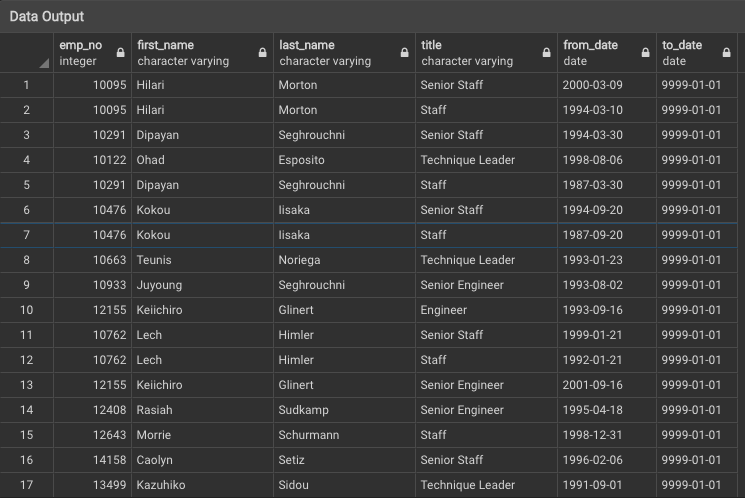 Data Output
emp_no first_name last_name title from_date to_date
integer character varying character varying character varying date date
1 10095 Hilari Morton Senior Staff 2000-03-09 9999-01-01
2 10095 Hilari Morton Staff 1994-03-10 9999-01-01
3 10291 Dipayan Seghrouchni Senior Staff 1994-03-30 9999-01-01
4 10122 Ohad Esposito Technique Leader 1998-08-06 9999-01-01
5 10291 Dipayan Seghrouchni Staff 1987-03-30 9999-01-01
6 10476 Kokou Iisaka Senior Staff 1994-09-20 9999-01-01
7 10476 Kokou Iisaka Staff 1987-09-20 9999-01-01
8 10663 Teunis Noriega Technique Leader 1993-01-23 9999-01-01
9 10933 Juyoung Seghrouchni Senior Engineer 1993-08-02 9999-01-01
10 12155 Keiichiro Glinert Engineer 1993-09-16 9999-01-01
11 10762 Lech Himler Senior Staff 1999-01-21 9999-01-01
12 10762 Lech Himler Staff 1992-01-21 9999-01-01
13 12155 Keiichiro Glinert Senior Engineer 2001-09-16 9999-01-01
14 12408 Rasiah Sudkamp Senior Engineer 1995-04-18 9999-01-01
15 12643 Morrie Schurmann Staff 1998-12-31 9999-01-01
16 14158 Caolyn Setiz Senior Staff 1996-02-06 9999-01-01
17 13499 Kazuhiko Sidou Technique Leader 1991-09-01 9999-01-01